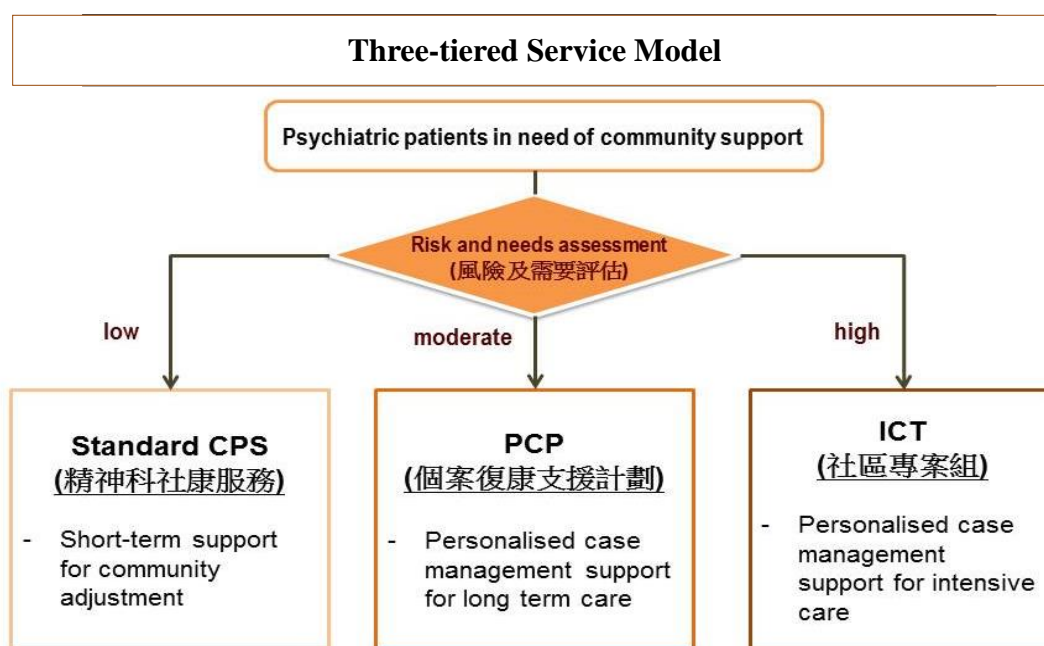 Three-tiered Service Model
Psychiatric patients in need of community support
Risk and needs assessment
(風險及需要評估)
low
moderate
high
Standard CPS
(精神科社康服務)
- Short-term support
for community
adjustment
PCP
(個案復康支援計劃)
- Personalised case
management support
for long term care
ICT
(社區專案組)
- Personalised case
management
support for intensive
care